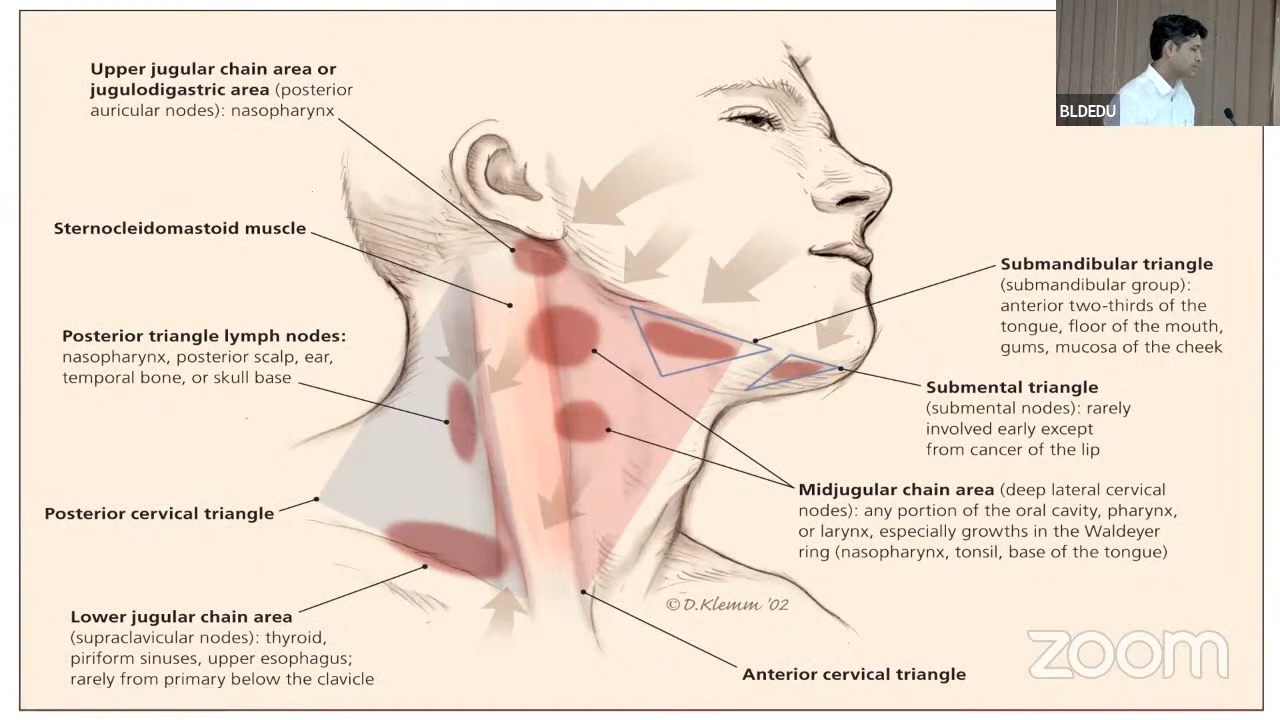 BLDEDU
Upper jugular chain area or
jugulodigastric area (posterior
auricular nodes): nasopharynx
Sternocleidomastoid muscle
Posterior triangle lymph nodes:
nasopharynx, posterior scalp, ear,
temporal bone, or skull base
Posterior cervical triangle
Lower jugular chain area
(supraclavicular nodes): thyroid,
piriform sinuses, upper esophagus;
rarely from primary below the clavicle
Submandibular triangle
(submandibular group):
anterior two-thirds of the
tongue, floor of the mouth,
gums, mucosa of the cheek
Submental triangle
(submental nodes): rarely
involved early except
from cancer of the lip
Midjugular chain area (deep lateral cervical
nodes): any portion of the oral cavity, pharynx,
or larynx, especially growths in the Waldeyer
ring (nasopharynx, tonsil, base of the tongue)
©D.Klemm '02
Anterior cervical triangle
zoom